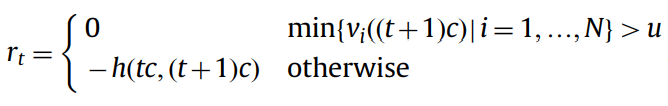 r_t = { 0 min{v_i((t+1)c)|i=1,…,N} > u
−h(tc,(t+1)c) otherwise